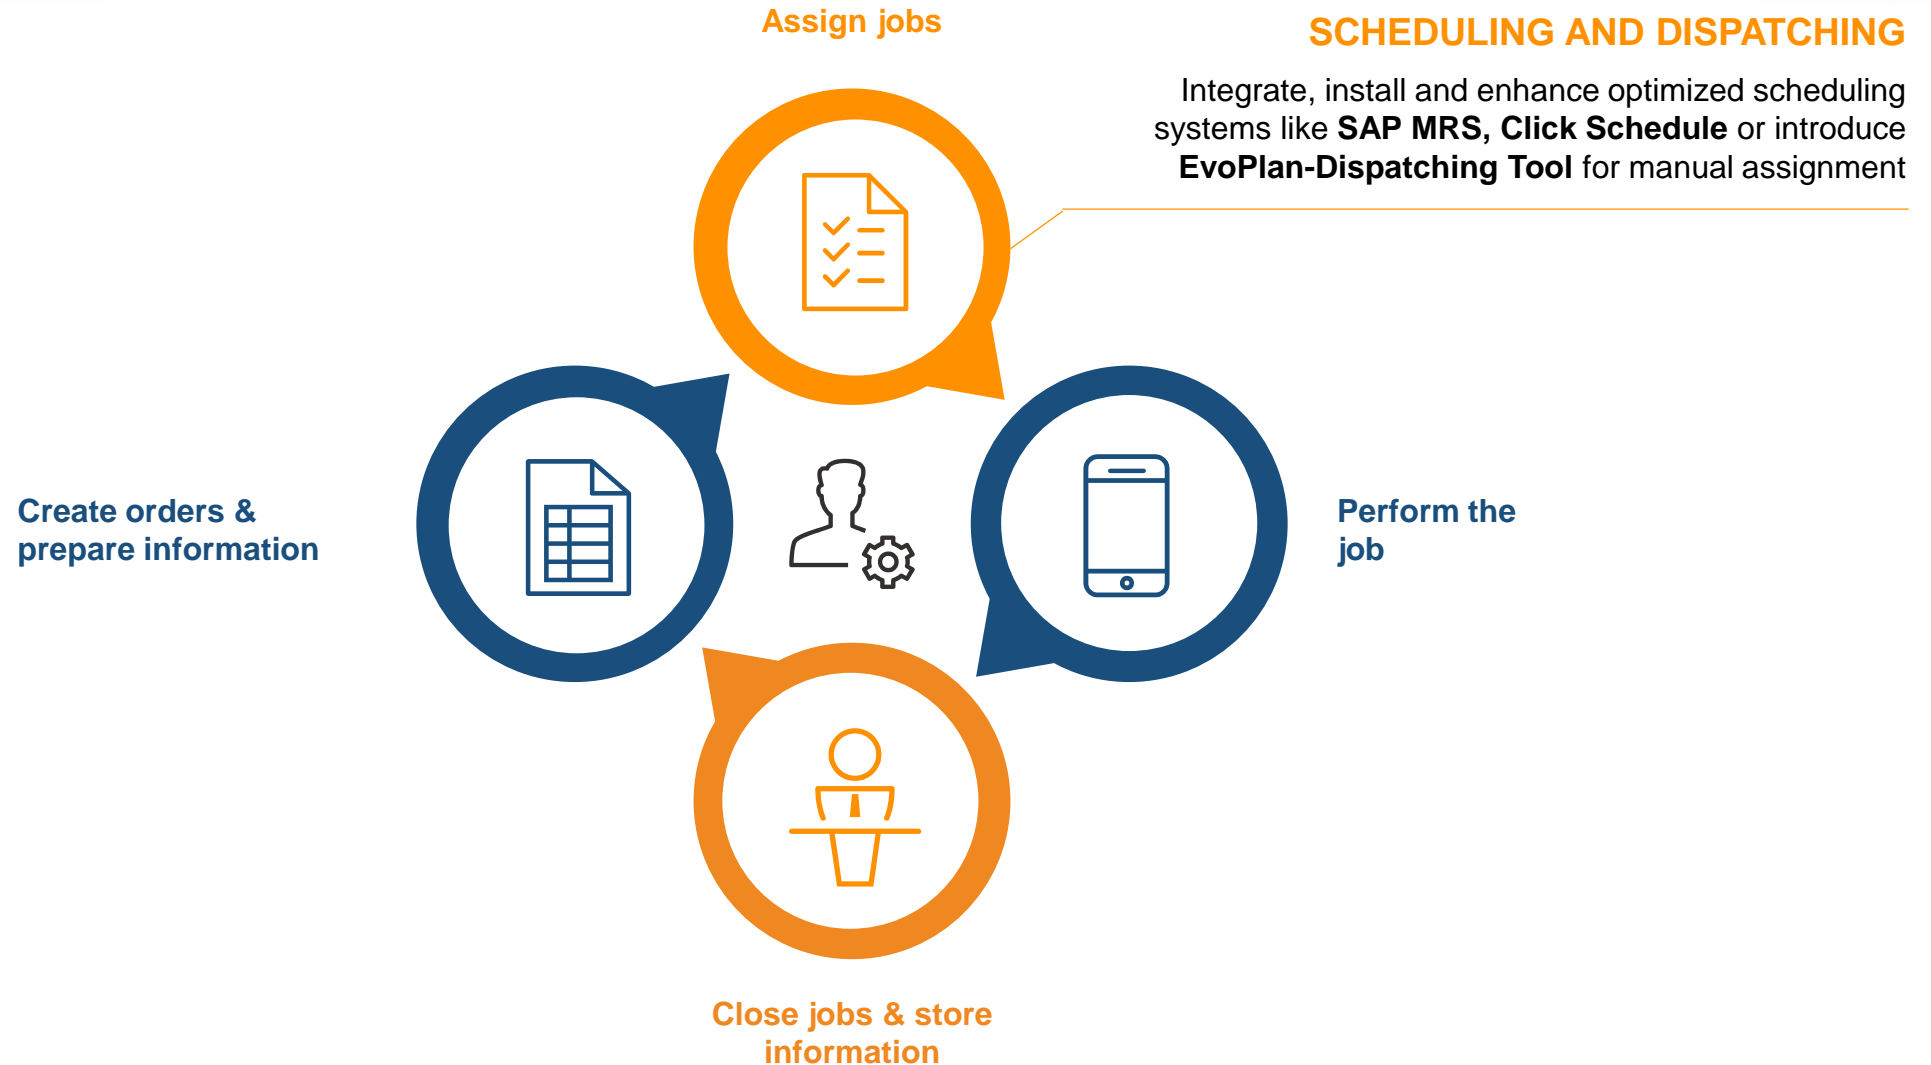 Assign jobs
SCHEDULING AND DISPATCHING
Integrate, install and enhance optimized scheduling
systems like SAP MRS, Click Schedule or introduce
EvoPlan-Dispatching Tool for manual assignment
Create orders &
prepare information
Perform the
job
Close jobs & store
information